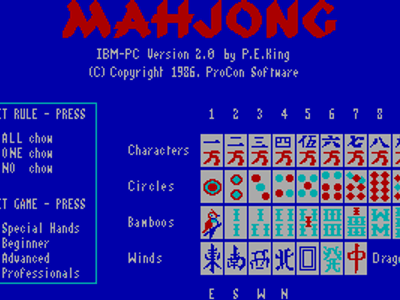 MAHJONG
IBM-PC Version 2.0 by P.E.King
(C) Copyright 1986, ProCon Software
ET RULE - PRESS
ALL chow
ONE chow
NO chow
ET GAME - PRESS
Special Hands
Beginner
Advanced
Professionals
1 2 3 4 5 6 7 8
Characters 一 二 三 四 伍 六 七 八
万 万 万 万 万 万 万 万
Circles
Bamboos
Winds 東 南 西 北 發 中 Drago
E S W N